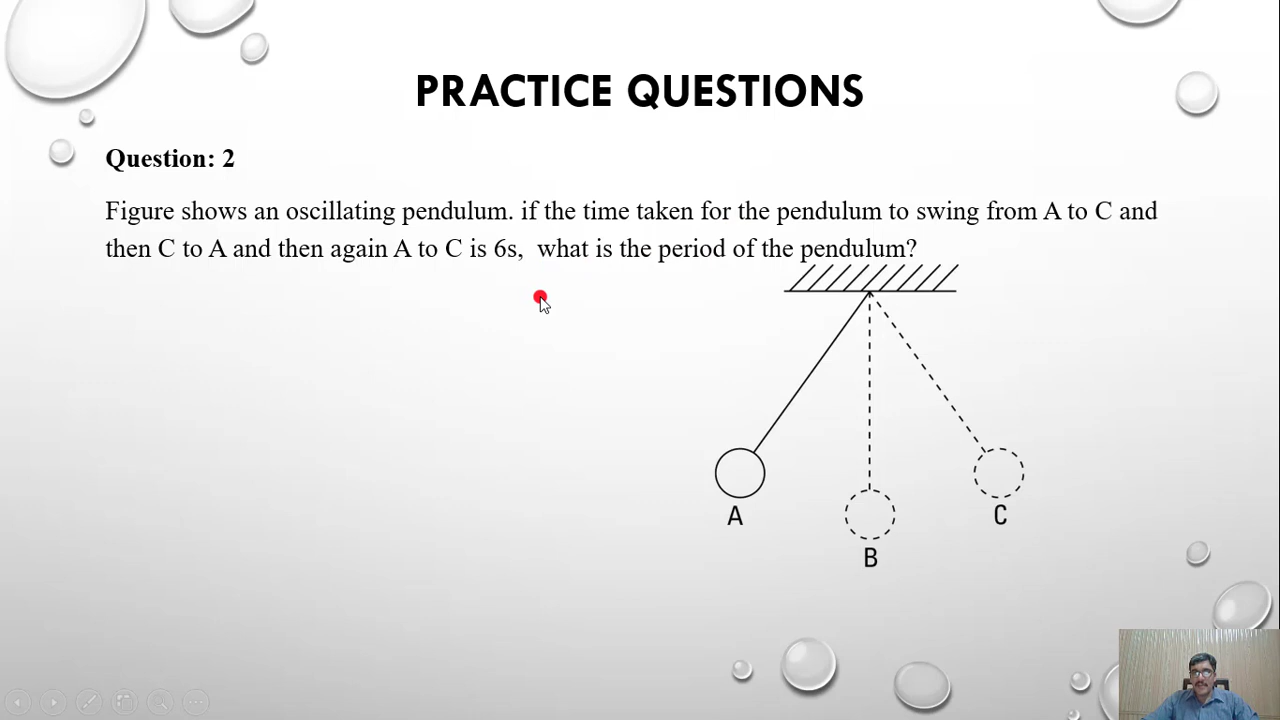 PRACTICE QUESTIONS
Question: 2
Figure shows an oscillating pendulum. if the time taken for the pendulum to swing from A to C and
then C to A and then again A to C is 6s,  what is the period of the pendulum?
A
C
B